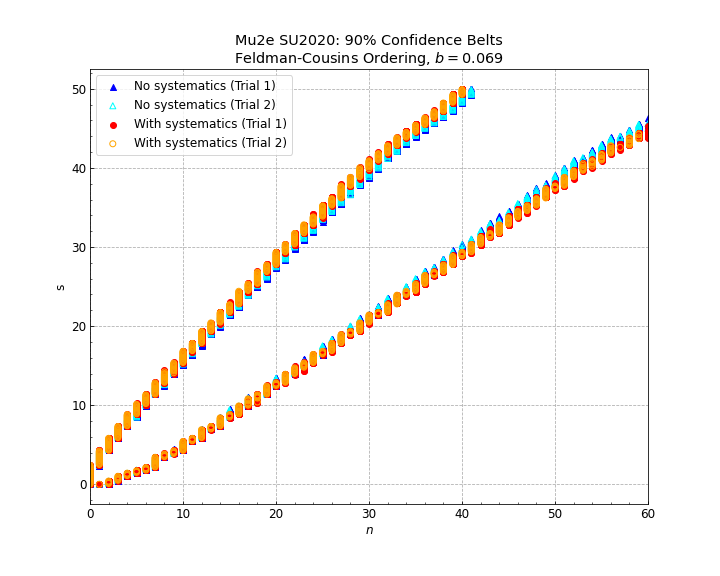 Mu2e SU2020: 90% Confidence Belts
Feldman-Cousins Ordering, b = 0.069
No systematics (Trial 1)
No systematics (Trial 2)
With systematics (Trial 1)
With systematics (Trial 2)
50
40
30
20
10
0
s
0 10 20 30 40 50 60
n